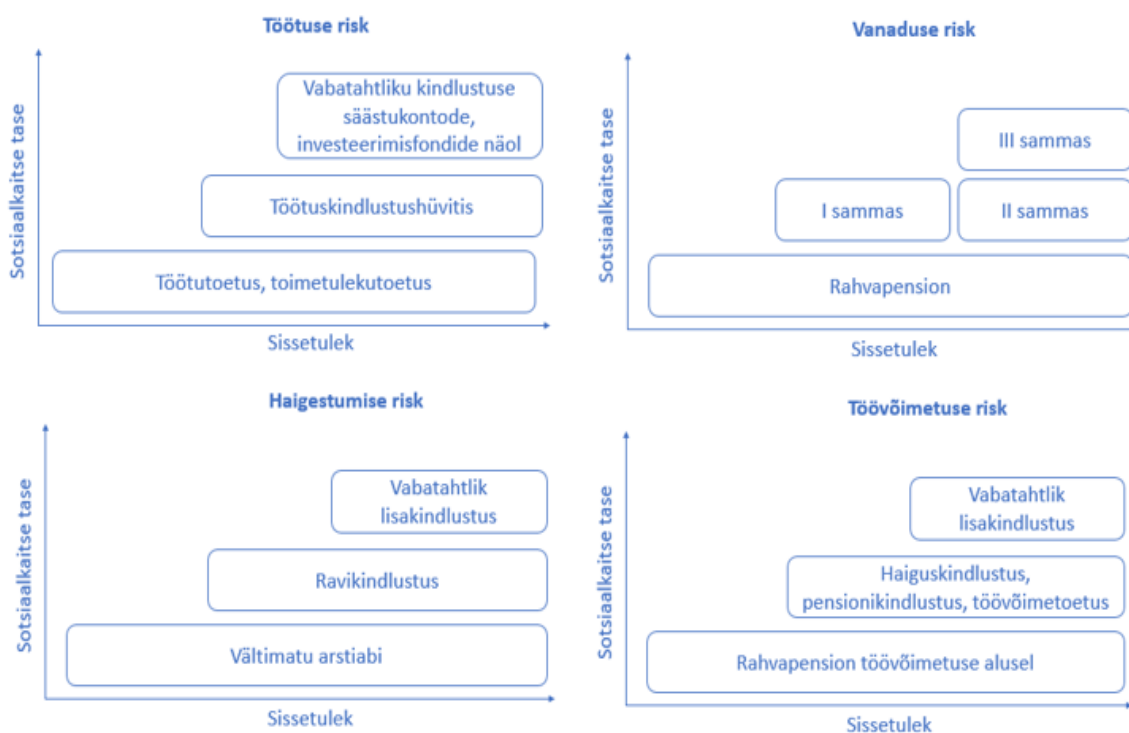 Töötuse risk
Sotsiaalkaitse tase
Vabatahtliku kindlustuse
säästukontode,
investeerimisfondide näol
Töötuskindlustushüvitis
Töötutoetus, toimetulekutoetus
Sissetulek
Vanaduse risk
Sotsiaalkaitse tase
III sammas
I sammas
II sammas
Rahvapension
Sissetulek
Haigestumise risk
Sotsiaalkaitse tase
Vabatahtlik
lisakindlustus
Ravikindlustus
Vältimatu arstiabi
Sissetulek
Töövõimetuse risk
Sotsiaalkaitse tase
Vabatahtlik
lisakindlustus
Haiguskindlustus,
pensionikindlustus, töövõimetoetus
Rahvapension töövõimetuse alusel
Sissetulek